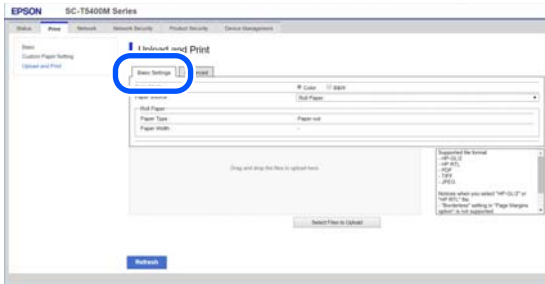 EPSON SC-T5400M Series
Status Print Network Network Security Product Security Device Management
Basic
Custom Paper Setting
Upload and Print
Upload and Print
Basic Settings
Color
Roll Paper
Roll Paper
Paper Type : Paper out
Paper Width : -
Drag and drop the files to upload here.
Supported file format
- HP-GL/2
- HP RTL
- PDF
- TIFF
- JPEG
Notices when you select "HP-GL/2" or
"HP RTL" file
- "Borderless" setting in "Page Margins
option" is not supported.
Select Files to Upload
Refresh